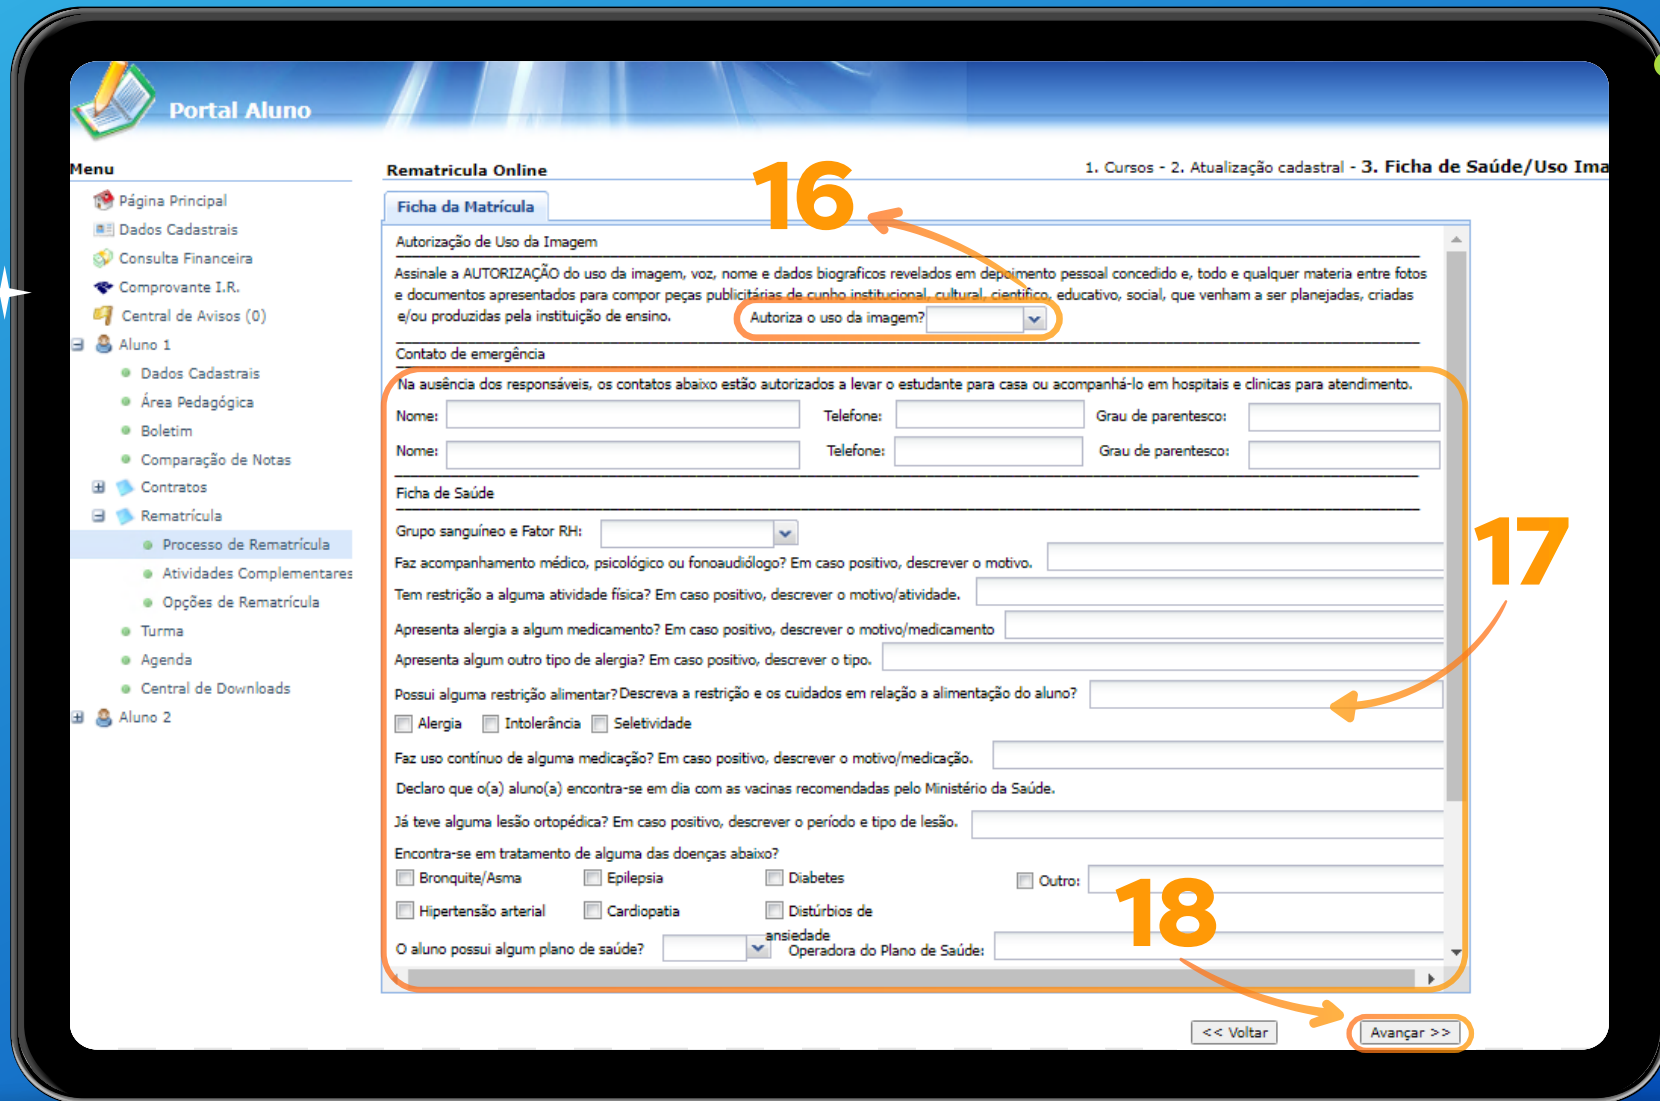 Portal Aluno
Menu
Página Principal
Dados Cadastrais
Consulta Financeira
Comprovante I.R.
Central de Avisos (0)
Aluno 1
Dados Cadastrais
Área Pedagógica
Boletim
Comparação de Notas
Contratos
Rematrícula
Processo de Rematrícula
Atividades Complementares
Opções de Rematrícula
Turma
Agenda
Central de Downloads
Aluno 2
Rematricula Online
1. Cursos - 2. Atualização cadastral - 3. Ficha de Saúde/Uso Ima
16
Ficha da Matrícula
Autorização de Uso da Imagem
Assinale a AUTORIZAÇÃO do uso da imagem, voz, nome e dados biograficos revelados em depoimento pessoal concedido e, todo e qualquer materia entre fotos
e documentos apresentados para compor peças publicitárias de cunho institucional, cultural, cientifico, educativo, social, que venham a ser planejadas, criadas
e/ou produzidas pela instituição de ensino. Autoriza o uso da imagem?
Contato de emergência
Na ausência dos responsáveis, os contatos abaixo estão autorizados a levar o estudante para casa ou acompanhá-lo em hospitais e clinicas para atendimento.
Nome: Telefone: Grau de parentesco:
Nome: Telefone: Grau de parentesco:
Ficha de Saúde
Grupo sanguíneo e Fator RH:
17
Faz acompanhamento médico, psicológico ou fonoaudiólogo? Em caso positivo, descrever o motivo.
Tem restrição a alguma atividade física? Em caso positivo, descrever o motivo/atividade.
Apresenta alergia a algum medicamento? Em caso positivo, descrever o motivo/medicamento
Apresenta algum outro tipo de alergia? Em caso positivo, descrever o tipo.
Possui alguma restrição alimentar? Descreva a restrição e os cuidados em relação a alimentação do aluno?
Alergia Intolerância Seletividade
Faz uso contínuo de alguma medicação? Em caso positivo, descrever o motivo/medicação.
Declaro que o(a) aluno(a) encontra-se em dia com as vacinas recomendadas pelo Ministério da Saúde.
Já teve alguma lesão ortopédica? Em caso positivo, descrever o período e tipo de lesão.
Encontra-se em tratamento de alguma das doenças abaixo?
Bronquite/Asma Epilepsia Diabetes Outro:
Hipertensão arterial Cardiopatia Distúrbios de
ansiedade
18
O aluno possui algum plano de saúde? Operadora do Plano de Saúde:
<< Voltar Avançar >>